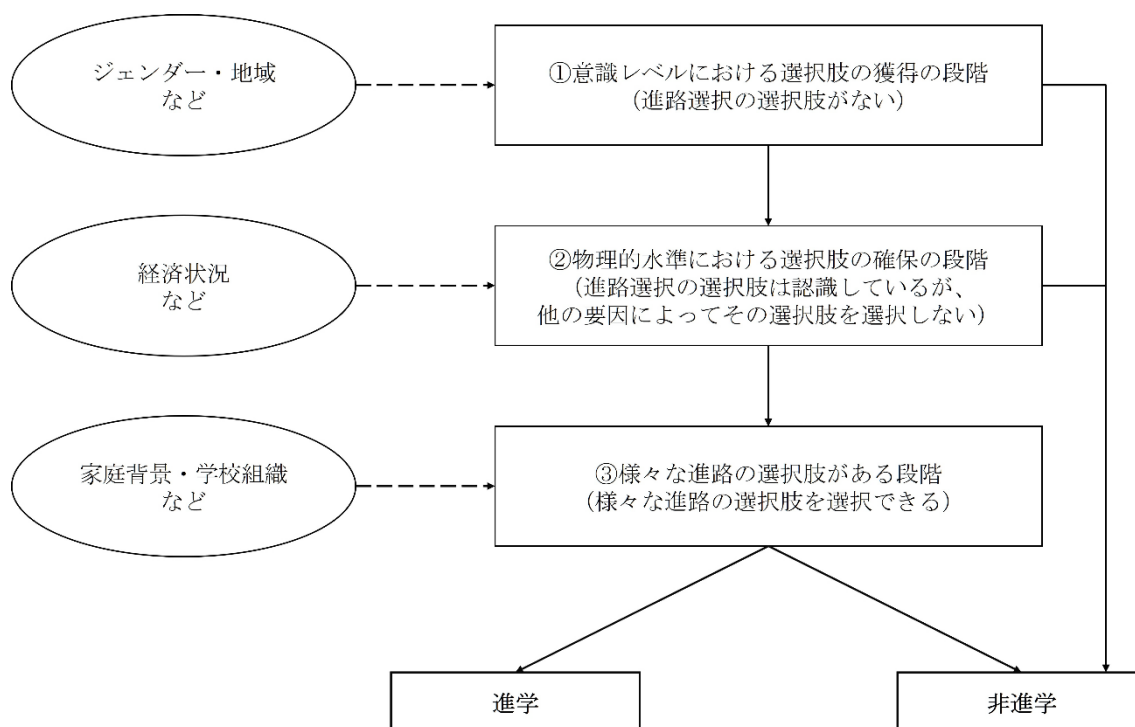 ジェンダー・地域
など
①意識レベルにおける選択肢の獲得の段階
(進路選択の選択肢がない)
経済状況
など
②物理的水準における選択肢の確保の段階
(進路選択の選択肢は認識しているが、
他の要因によってその選択肢を選択しない)
家庭背景・学校組織
など
③様々な進路の選択肢がある段階
(様々な進路の選択肢を選択できる)
進学
非進学